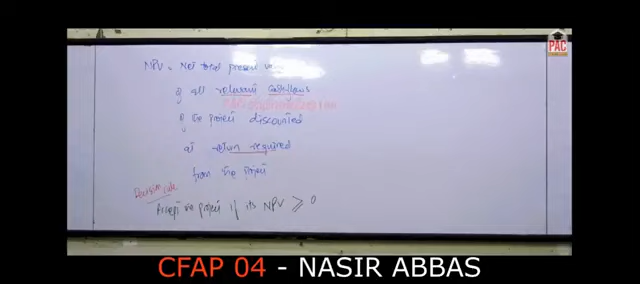 PAC
NPV = Net total present
of all relevant cashflows
of the project discounted
at return required
from the project
Decision rule
Accept the project if its NPV ≥ 0
CFAP 04 - NASIR ABBAS